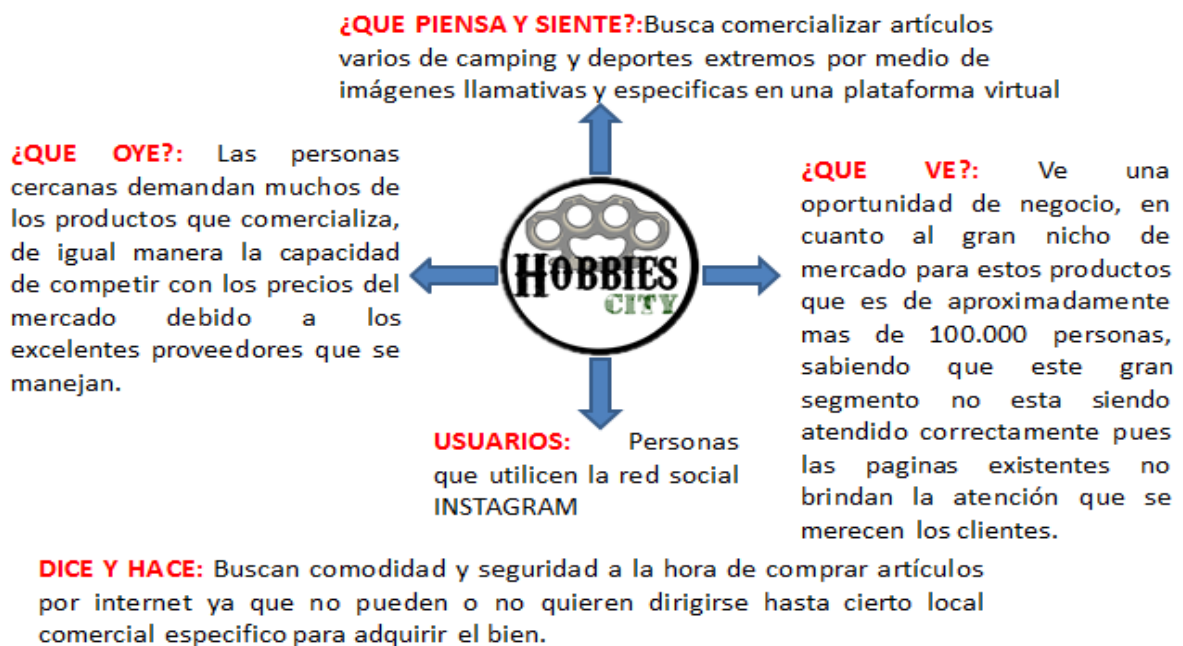 ¿QUE PIENSA Y SIENTE?:Busca comercializar artículos
varios de camping y deportes extremos por medio de
imágenes llamativas y especificas en una plataforma virtual
¿QUE OYE?: Las personas
cercanas demandan muchos de
los productos que comercializa,
de igual manera la capacidad
de competir con los precios del
mercado debido a los
excelentes proveedores que se
manejan.
HOBBIES
CITY
¿QUE VE?: Ve una
oportunidad de negocio, en
cuanto al gran nicho de
mercado para estos productos
que es de aproximadamente
mas de 100.000 personas,
sabiendo que este gran
segmento no esta siendo
atendido correctamente pues
las paginas existentes no
brindan la atención que se
merecen los clientes.
USUARIOS: Personas
que utilicen la red social
INSTAGRAM
DICE Y HACE: Buscan comodidad y seguridad a la hora de comprar artículos
por internet ya que no pueden o no quieren dirigirse hasta cierto local
comercial especifico para adquirir el bien.